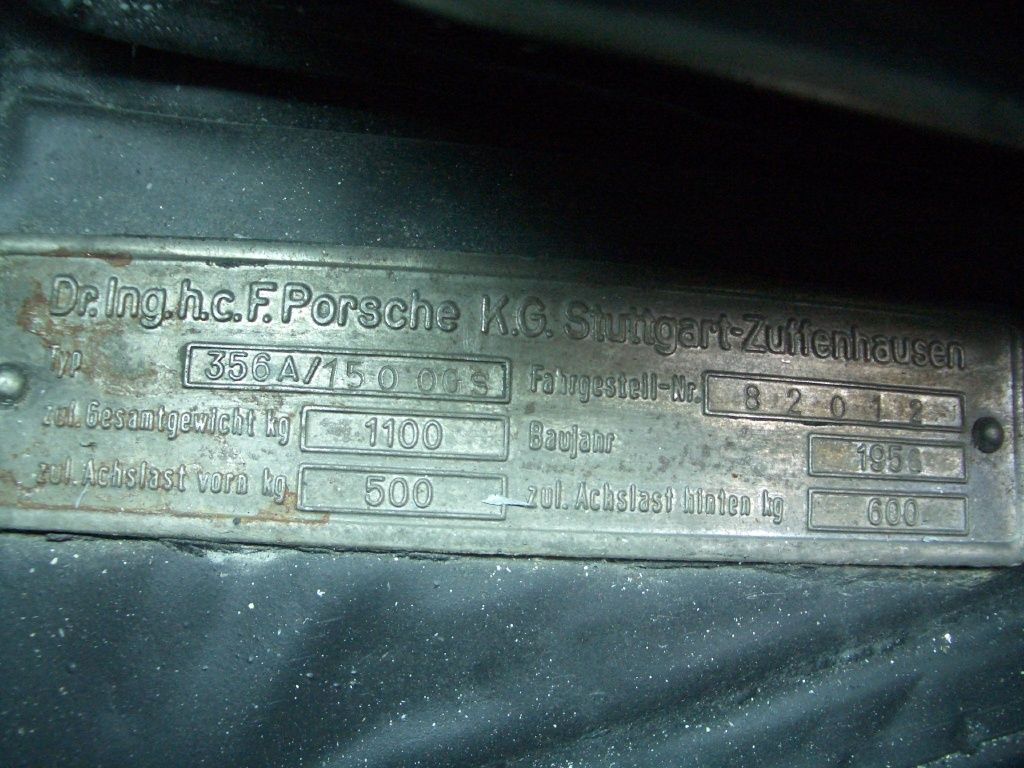 Dr.Ing.h.c.F.Porsche K.G. Stuttgart-Zuffenhausen
Typ 356A/1500GS Fahrgestell-Nr. 82012
zul. Gesamtgewicht kg 1100 Baujahr 1956
zul. Achslast vorn kg 500 zul. Achslast hinten kg 600